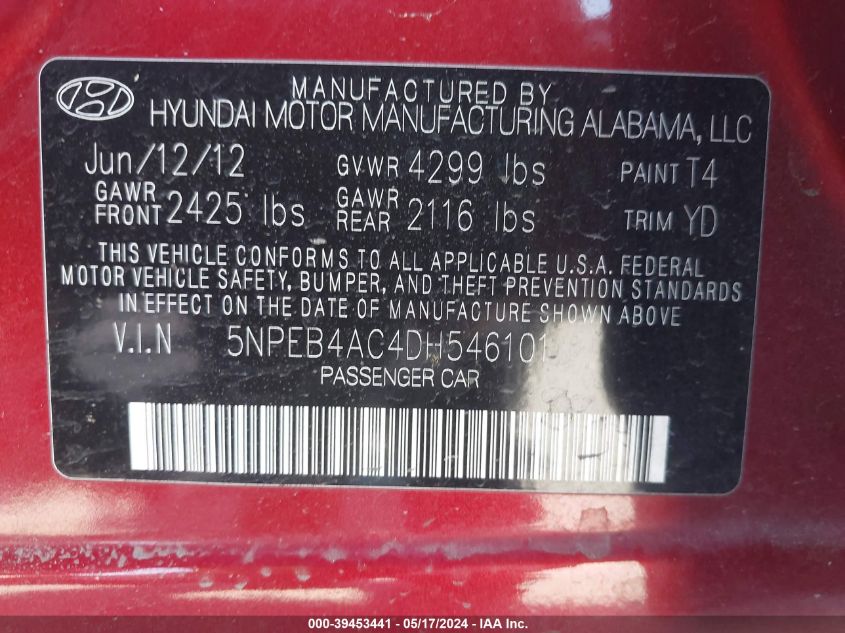 MANUFACTURED BY
HYUNDAI MOTOR MANUFACTURING ALABAMA, LLC
Jun/12/12 GVWR 4299 lbs PAINT T4
GAWR FRONT 2425 lbs GAWR REAR 2116 lbs TRIM YD
THIS VEHICLE CONFORMS TO ALL APPLICABLE U.S.A. FEDERAL
MOTOR VEHICLE SAFETY, BUMPER, AND THEFT PREVENTION STANDARDS
IN EFFECT ON THE DATE OF MANUFACTURE SHOWN ABOVE.
V.I.N 5NPEB4AC4DH546101
PASSENGER CAR
000-39453441 - 05/17/2024 - IAA Inc.